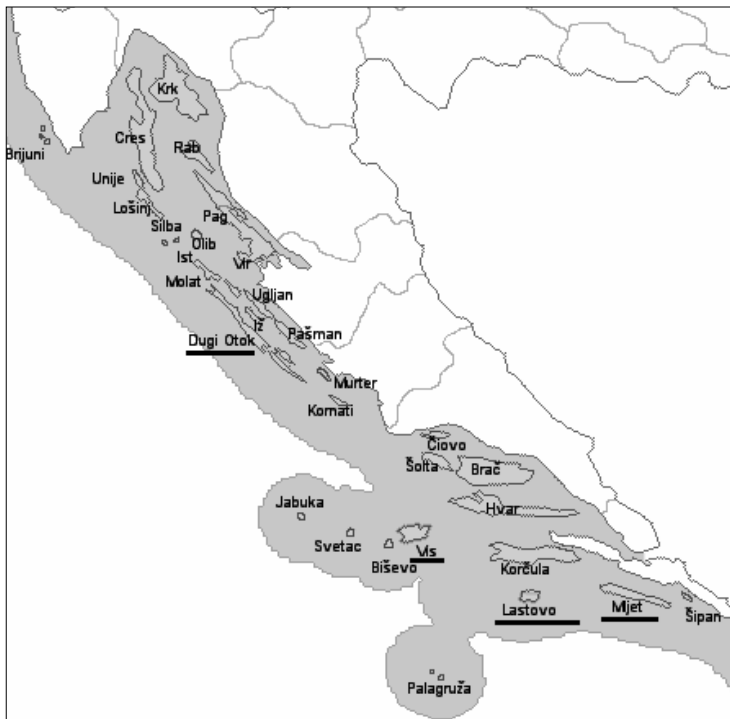 Krk
Cres
Rab
Brijuni
Unije
Lošinj
Pag
Silba
Olib
Ist
Vir
Molat
Ugljan
Iž
Pašman
Dugi Otok
Murter
Kornati
Čiovo
Šolta
Brač
Jabuka
Hvar
Svetac
Vis
Biševo
Korčula
Lastovo
Mljet
Šipan
Palagruža